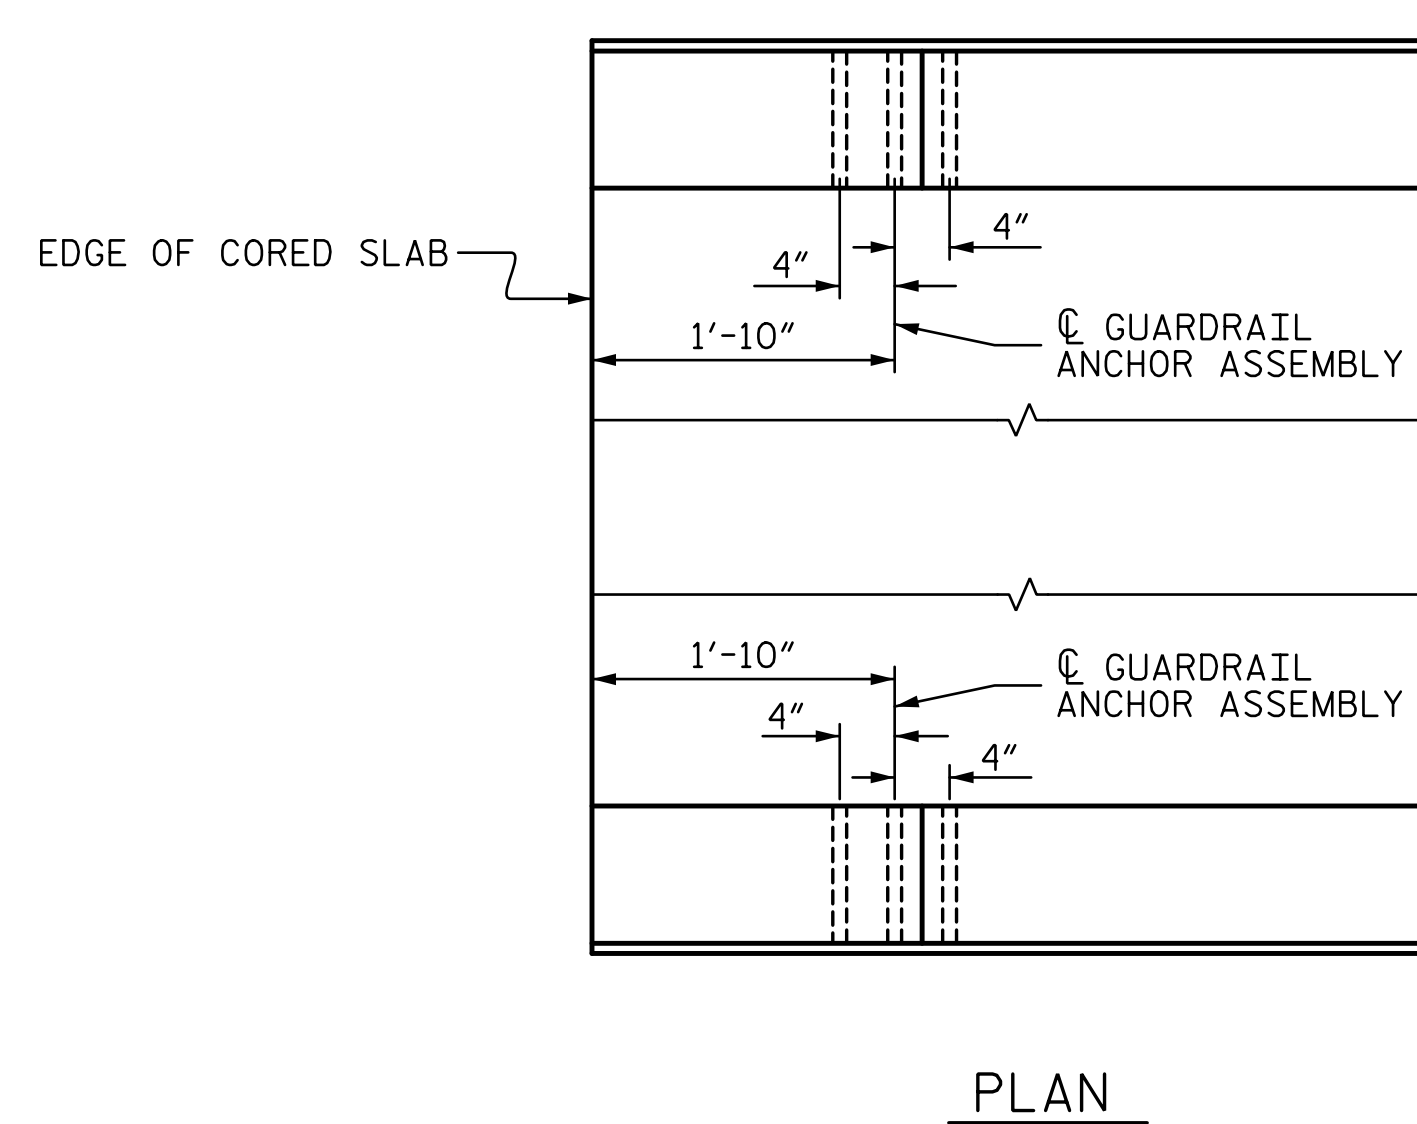 4"
EDGE OF CORED SLAB
4"
1'-10"
℄ GUARDRAIL
ANCHOR ASSEMBLY
1'-10"
℄ GUARDRAIL
ANCHOR ASSEMBLY
4"
4"
PLAN